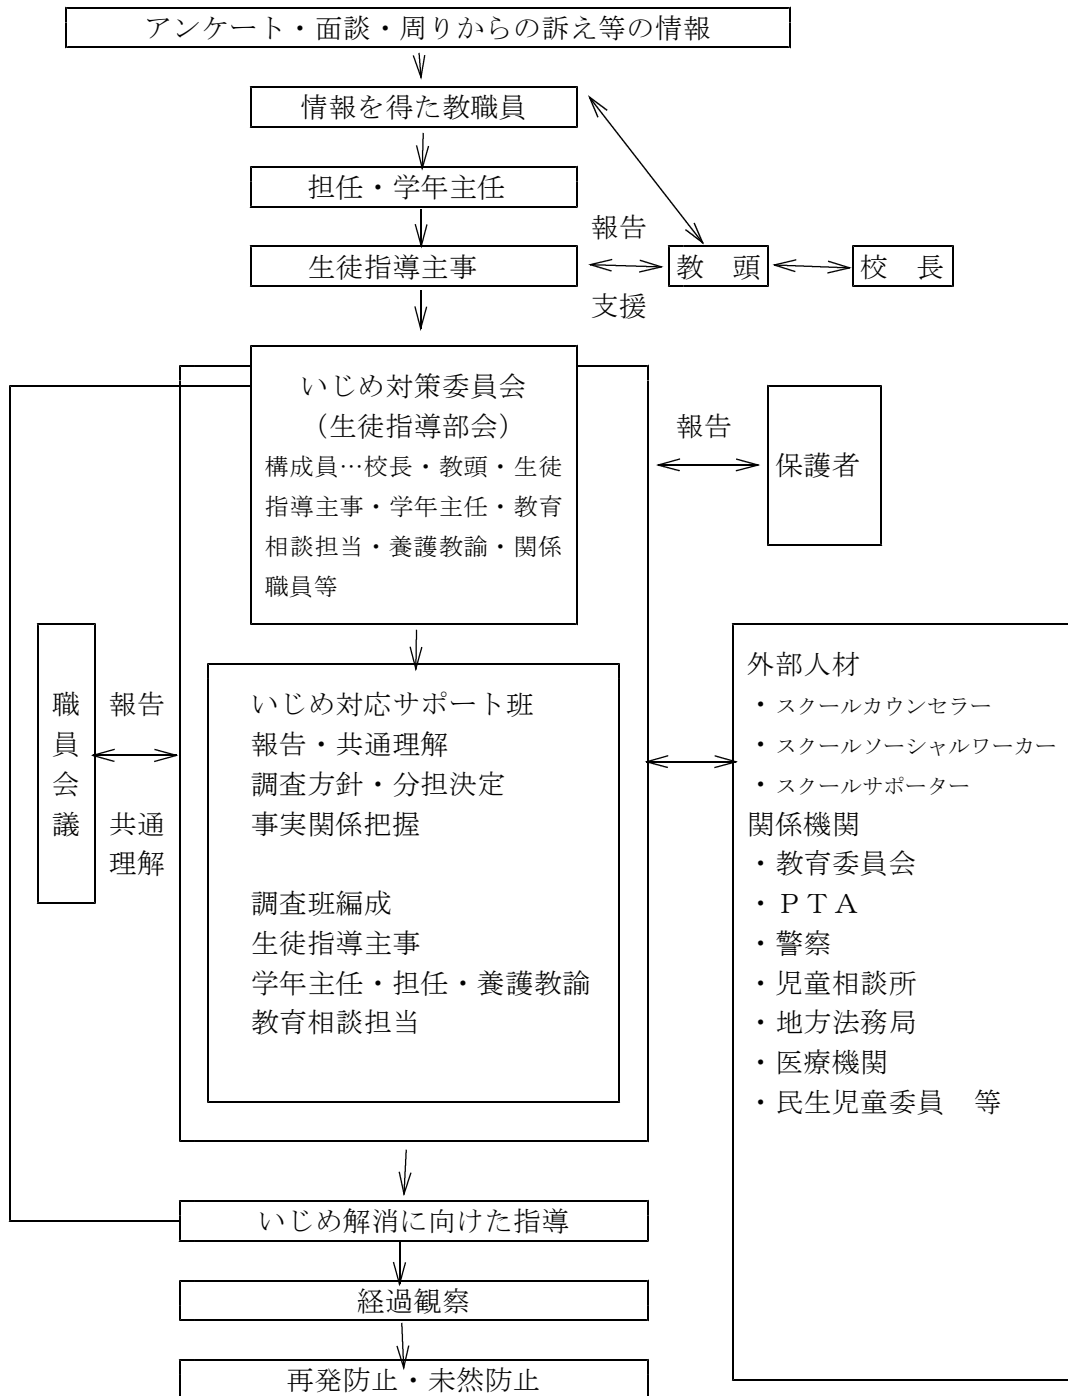 アンケート・面談・周りからの訴え等の情報
情報を得た教職員
担任・学年主任
報告
生徒指導主事
教　頭
校　長
支援
いじめ対策委員会
（生徒指導部会）
構成員…校長・教頭・生徒
指導主事・学年主任・教育
相談担当・養護教諭・関係
職員等
報告
保護者
職員会議
報告
共通
理解
いじめ対応サポート班
報告・共通理解
調査方針・分担決定
事実関係把握
調査班編成
生徒指導主事
学年主任・担任・養護教諭
教育相談担当
外部人材
・スクールカウンセラー
・スクールソーシャルワーカー
・スクールサポーター
関係機関
・教育委員会
・ＰＴＡ
・警察
・児童相談所
・地方法務局
・医療機関
・民生児童委員　等
いじめ解消に向けた指導
経過観察
再発防止・未然防止